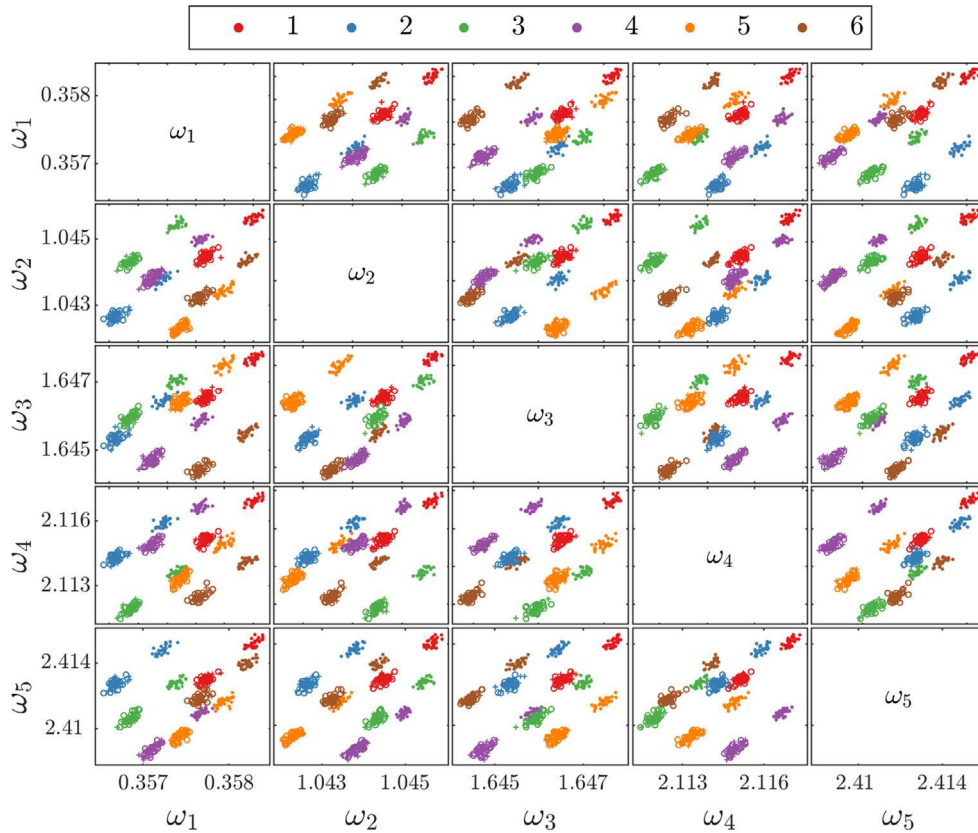 1 2 3 4 5 6
ω₁ 0.358 0.357 ω₁
ω₂ 1.045 1.043 ω₂
ω₃ 1.647 1.645 ω₃
ω₄ 2.116 2.113 ω₄
ω₅ 2.414 2.41 ω₅
0.357 0.358 1.043 1.045 1.645 1.647 2.113 2.116 2.41 2.414
ω₁ ω₂ ω₃ ω₄ ω₅